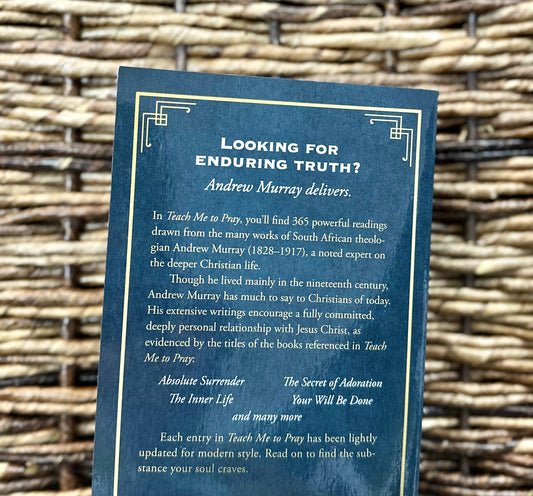 LOOKING FOR
ENDURING TRUTH?
Andrew Murray delivers.
In Teach Me to Pray, you'll find 365 powerful readings
drawn from the many works of South African theolo-
gian Andrew Murray (1828–1917), a noted expert on
the deeper Christian life.
Though he lived mainly in the nineteenth century,
Andrew Murray has much to say to Christians of today.
His extensive writings encourage a fully committed,
deeply personal relationship with Jesus Christ, as
evidenced by the titles of the books referenced in Teach
Me to Pray:
Absolute Surrender The Secret of Adoration
The Inner Life Your Will Be Done
and many more
Each entry in Teach Me to Pray has been lightly
updated for modern style. Read on to find the sub-
stance your soul craves.